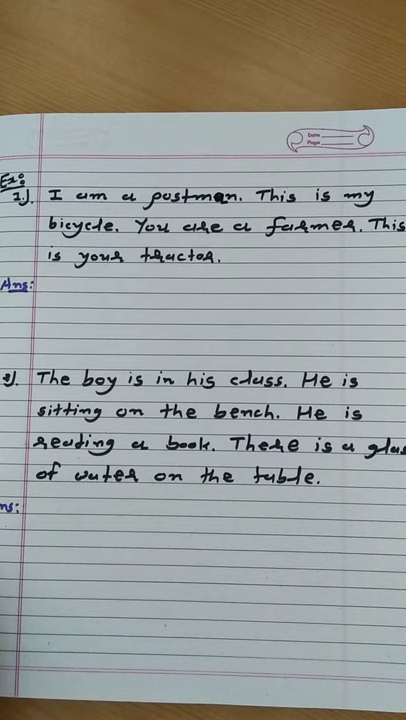 Date
Page
Ex:
1). I am a postman. This is my
bicycle. You are a farmer. This
is your tractor.
Ans:
2). The boy is in his class. He is
sitting on the bench. He is
reading a book. There is a glas
of water on the table.
ns: